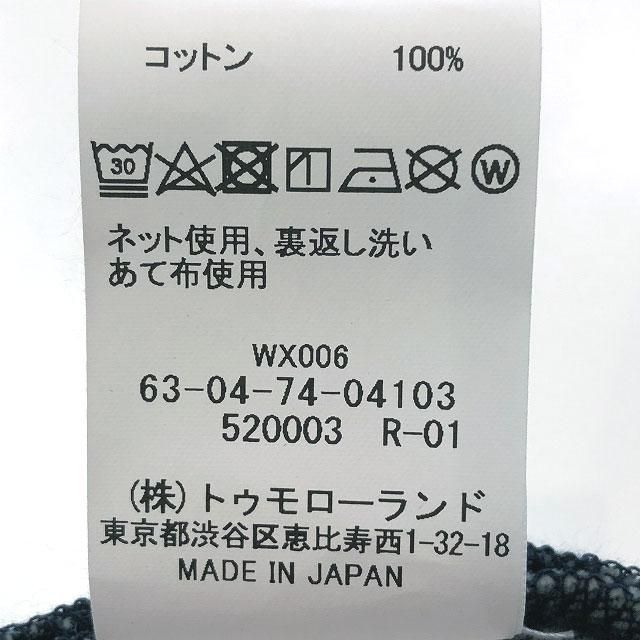 コットン 100%
30 W
ネット使用、裏返し洗い
あて布使用
WX006
63-04-74-04103
520003 R-01
(株)トゥモローランド
東京都渋谷区恵比寿西1-32-18
MADE IN JAPAN